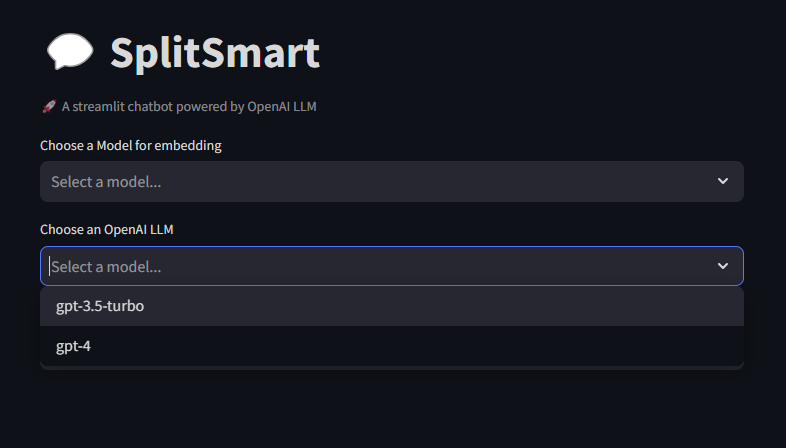 SplitSmart
A streamlit chatbot powered by OpenAI LLM
Choose a Model for embedding
Select a model...
Choose an OpenAI LLM
Select a model...
gpt-3.5-turbo
gpt-4